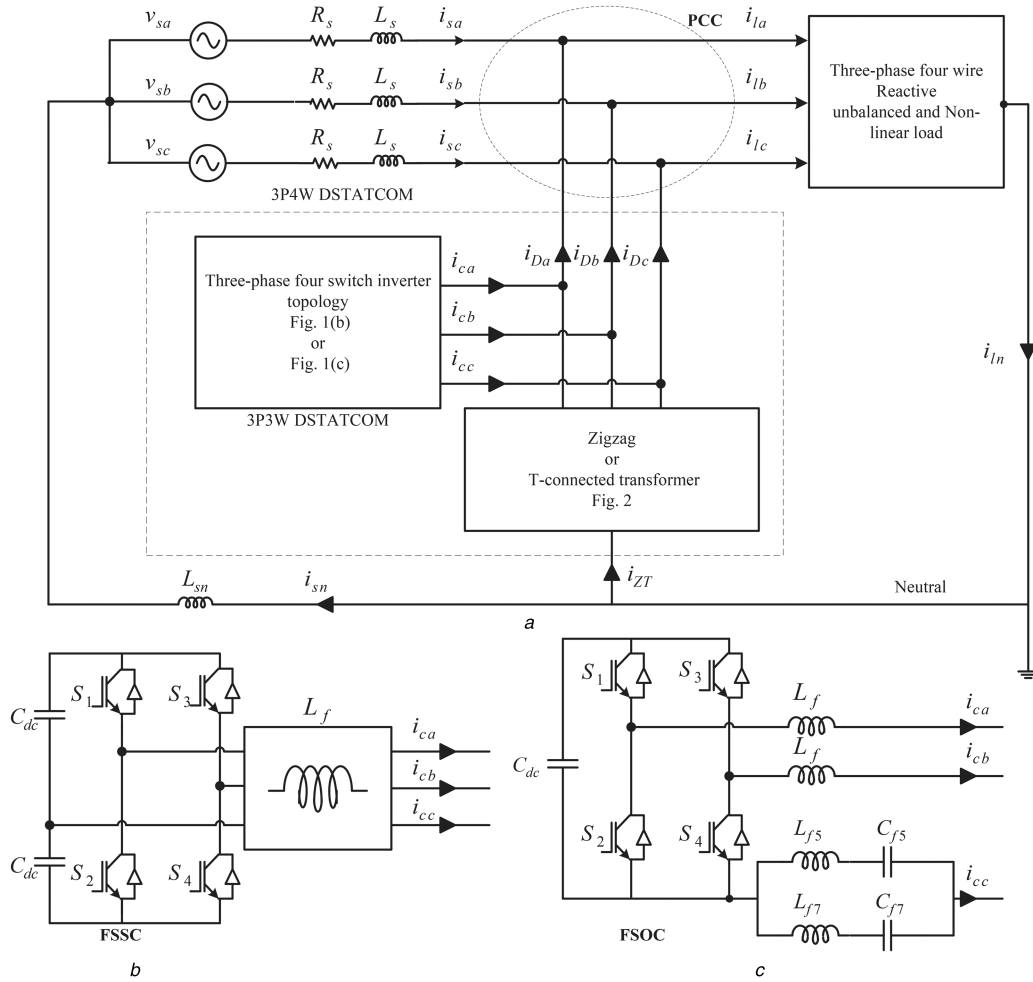 v_sa R_s L_s i_sa PCC i_la
v_sb R_s L_s i_sb i_lb
v_sc R_s L_s i_sc i_lc
Three-phase four wire
Reactive
unbalanced and Non-
linear load
3P4W DSTATCOM
Three-phase four switch inverter
topology
Fig. 1(b)
or
Fig. 1(c)
i_ca
i_cb
i_cc
i_Da i_Db i_Dc
i_ln
3P3W DSTATCOM
Zigzag
or
T-connected transformer
Fig. 2
L_sn i_sn i_ZT Neutral
a
C_dc
C_dc
S_1 S_3
S_2 S_4
L_f
i_ca
i_cb
i_cc
FSSC
b
C_dc
S_1 S_3
S_2 S_4
L_f i_ca
L_f i_cb
L_f5 C_f5
i_cc
L_f7 C_f7
FSOC
c